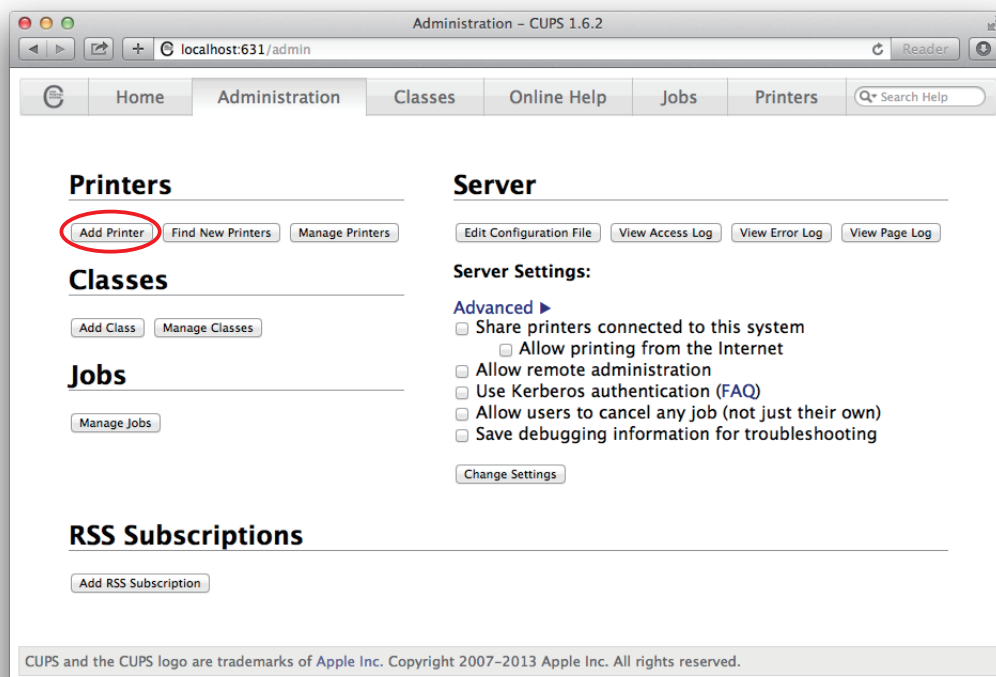 Administration – CUPS 1.6.2
localhost:631/admin
Reader
Home
Administration
Classes
Online Help
Jobs
Printers
Search Help
Printers
Add Printer
Find New Printers
Manage Printers
Classes
Add Class
Manage Classes
Jobs
Manage Jobs
Server
Edit Configuration File
View Access Log
View Error Log
View Page Log
Server Settings:
Advanced ▶
Share printers connected to this system
Allow printing from the Internet
Allow remote administration
Use Kerberos authentication (FAQ)
Allow users to cancel any job (not just their own)
Save debugging information for troubleshooting
Change Settings
RSS Subscriptions
Add RSS Subscription
CUPS and the CUPS logo are trademarks of Apple Inc. Copyright 2007–2013 Apple Inc. All rights reserved.